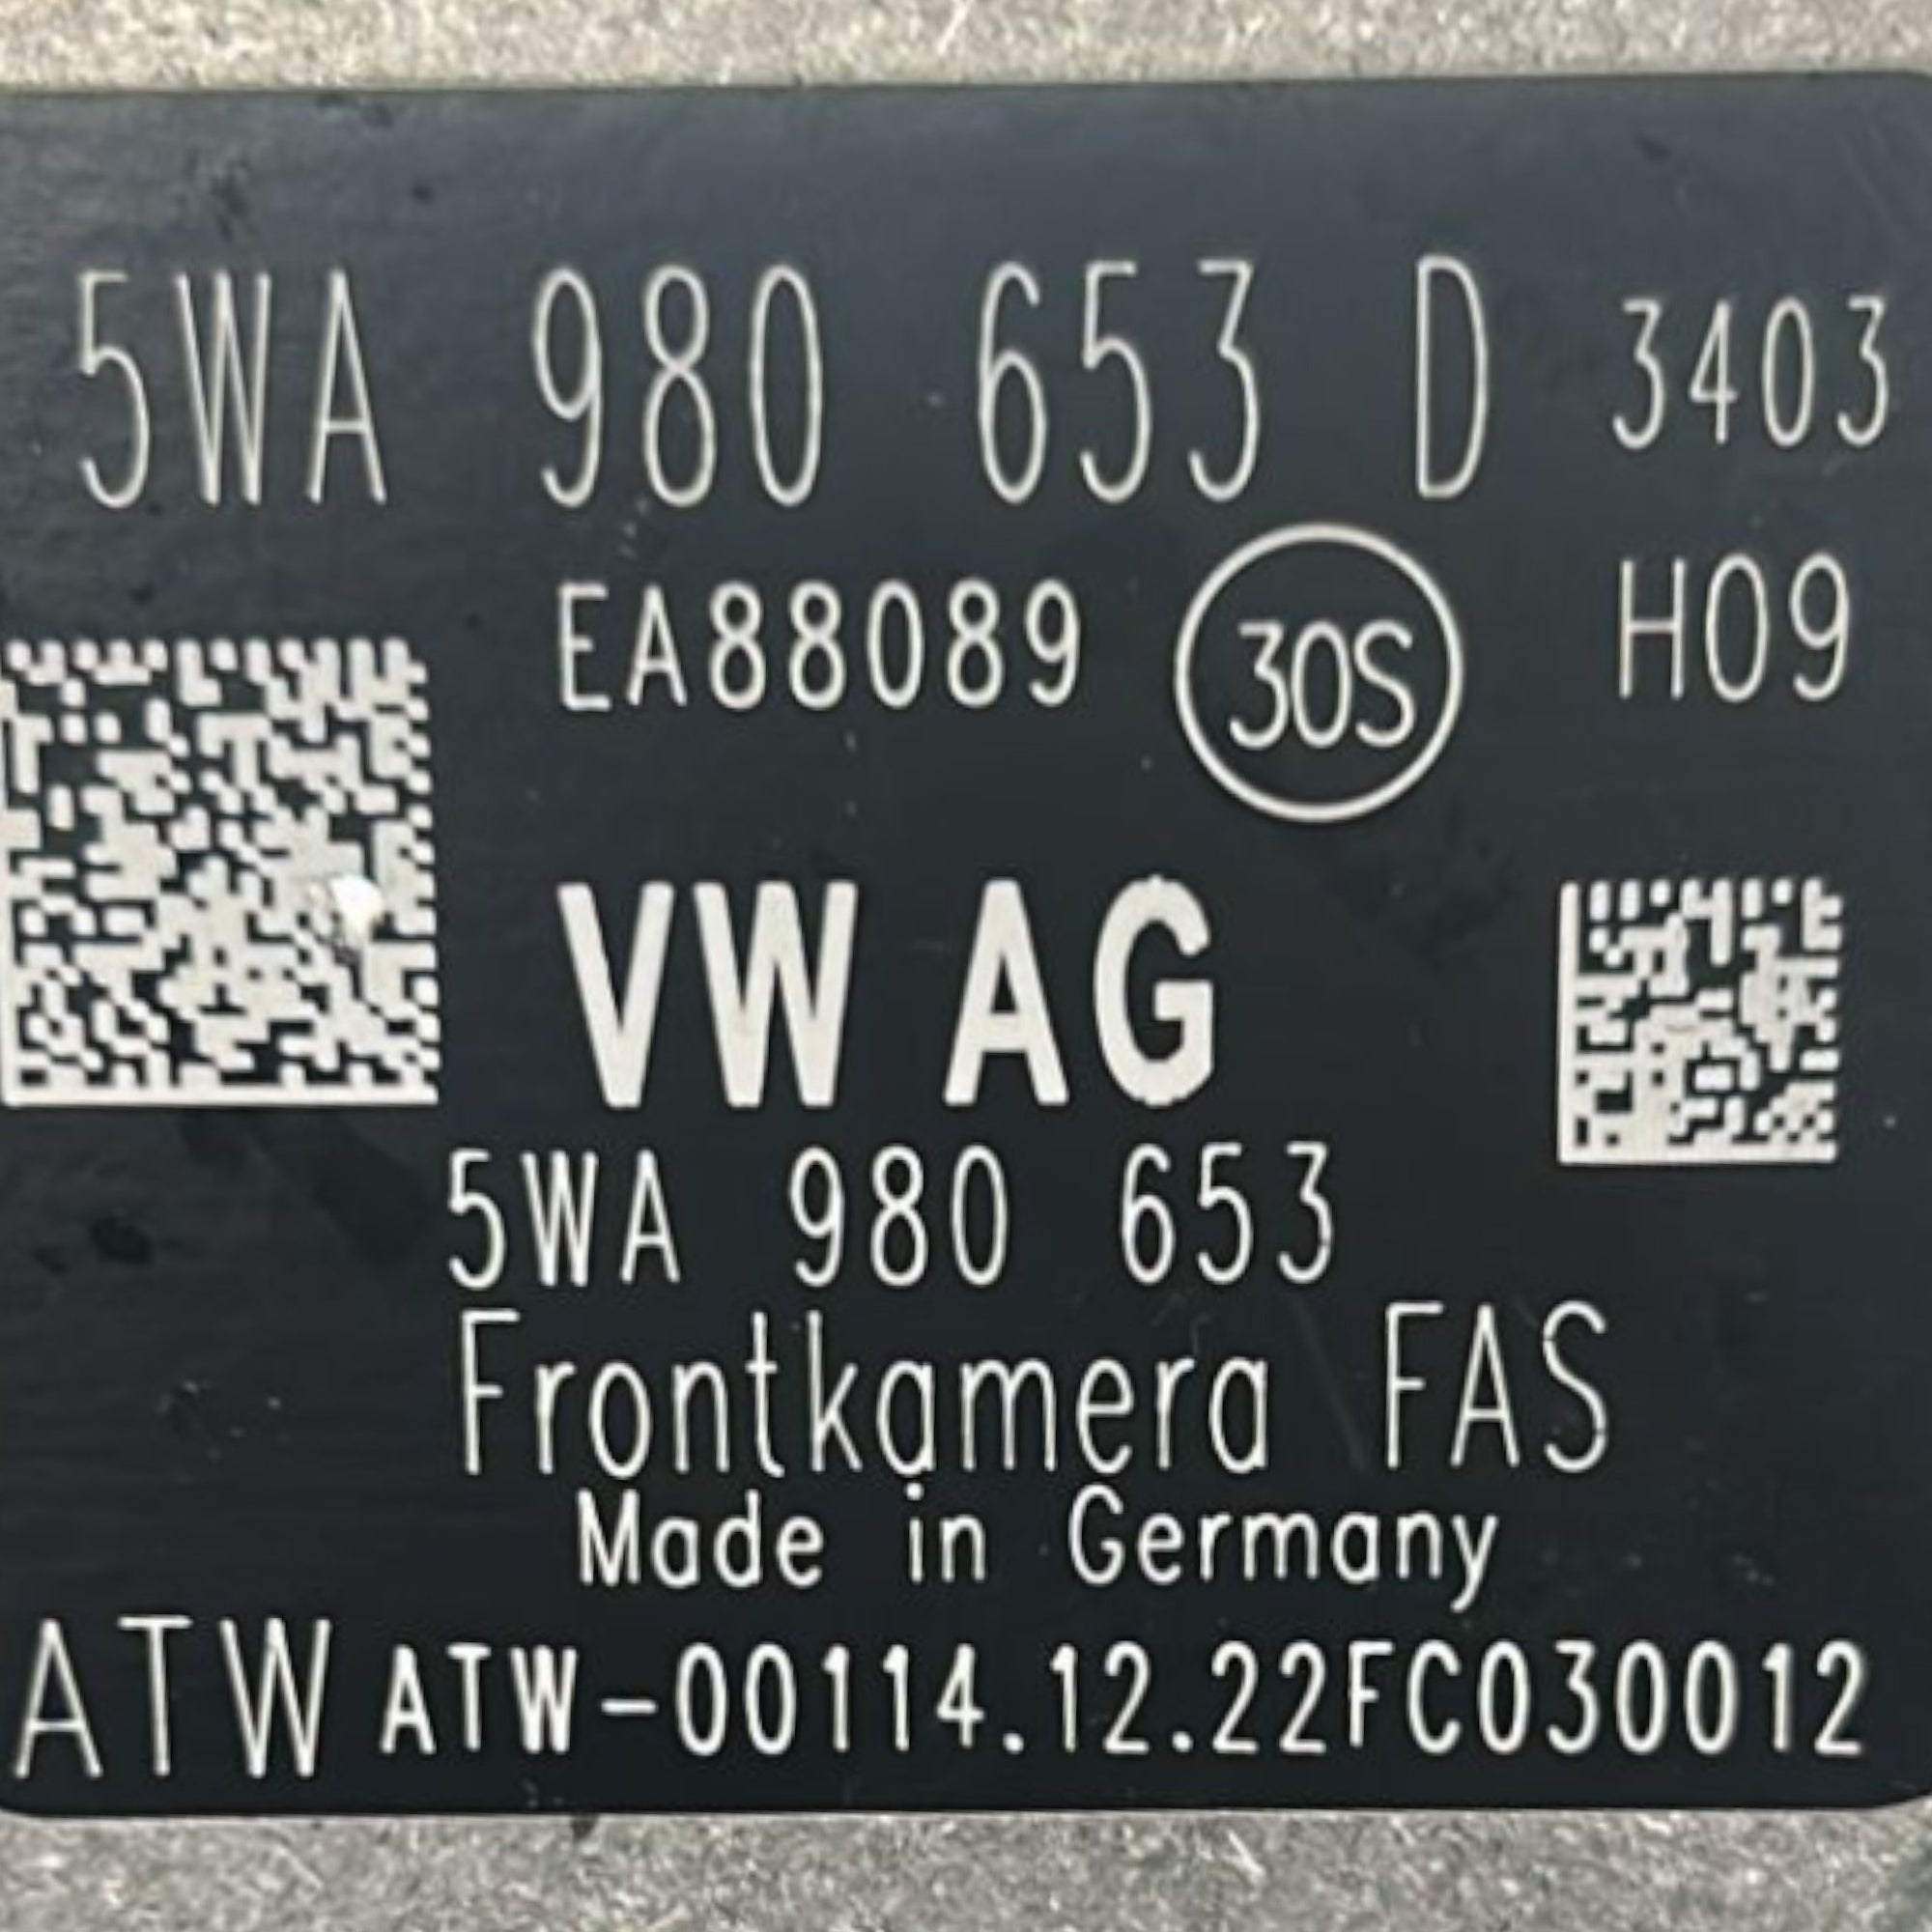 5WA 980 653 D 3403
EA88089 30S H09
VW AG
5WA 980 653
Frontkamera FAS
Made in Germany
ATW ATW-00114.12.22FC030012